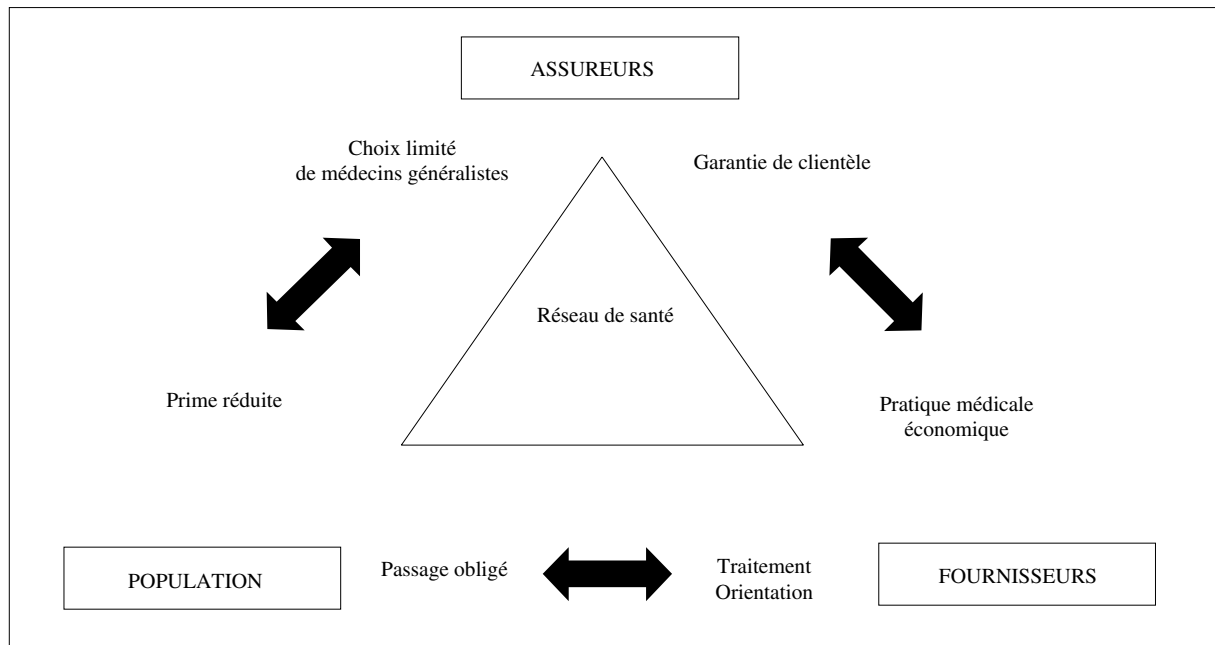 ASSUREURS
Choix limité
de médecins généralistes
Garantie de clientèle
Réseau de santé
Prime réduite
Pratique médicale
économique
POPULATION
Passage obligé
Traitement
Orientation
FOURNISSEURS